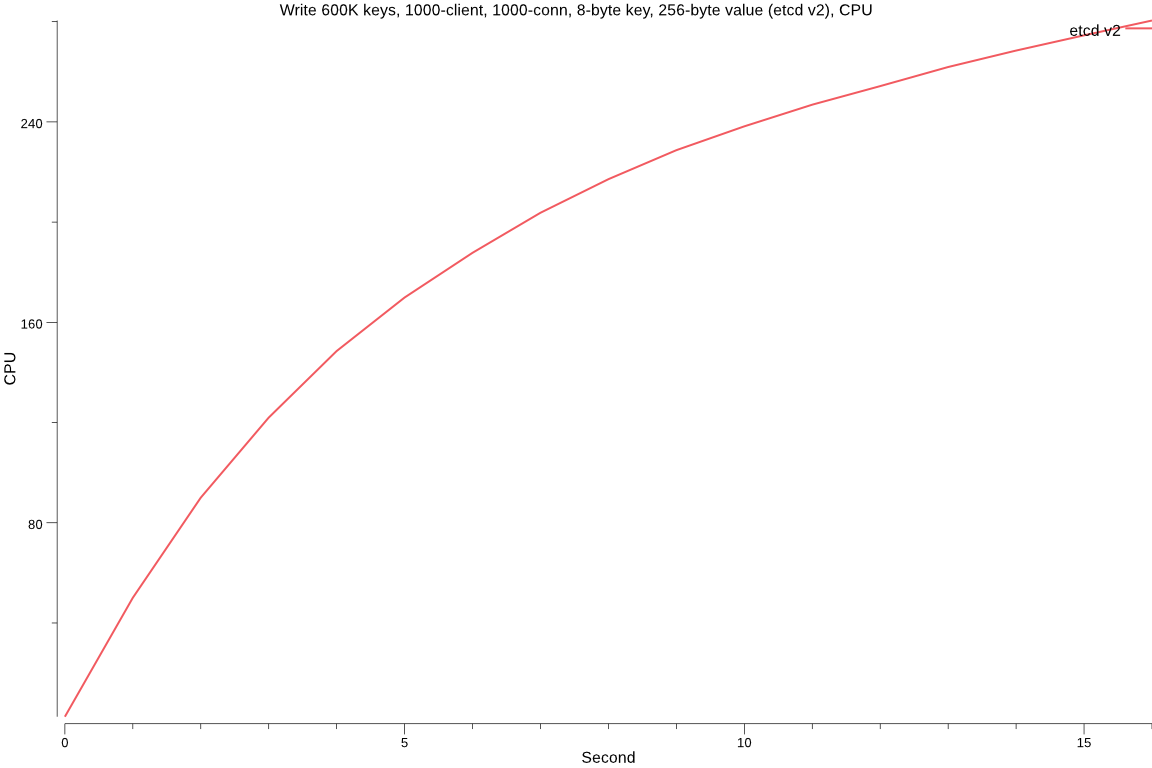 Write 600K keys, 1000-client, 1000-conn, 8-byte key, 256-byte value (etcd v2), CPU
etcd v2
240
160
80
CPU
0 5 10 15
Second